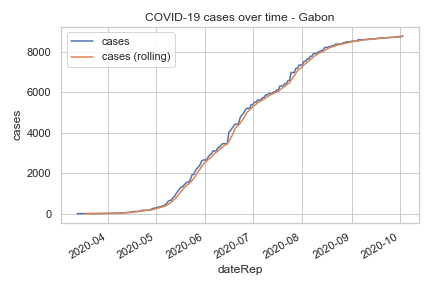 COVID-19 cases over time - Gabon
cases
cases (rolling)
8000
6000
4000
2000
0
cases
2020-04
2020-05
2020-06
2020-07
2020-08
2020-09
2020-10
dateRep